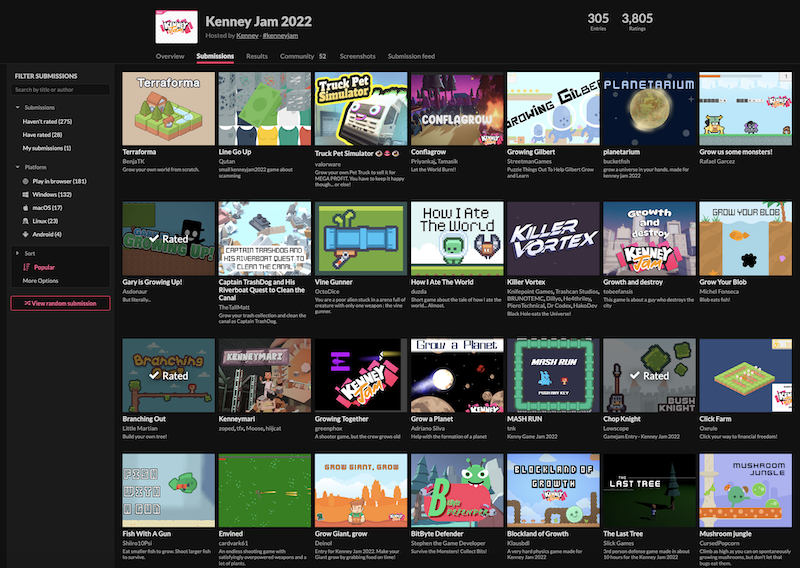 Kenney Jam 2022
Hosted by Kenney · #kenneyjam
305
Entries
3,805
Ratings
Overview
Submissions
Results
Community 52
Screenshots
Submission feed
FILTER SUBMISSIONS
Search by title or author
Submissions
Haven't rated (275)
Have rated (28)
My submissions (1)
Platform
Play in browser (181)
Windows (132)
macOS (17)
Linux (23)
Android (4)
Sort
Popular
More Options
View random submission
Terraforma
Terraforma
BenjaTK
Grow your own world from scratch.
Line Go Up
Qutan
small kenneyjam2022 game about scamming
Truck Pet
Simulator
Truck Pet Simulator
valorware
Grow your own Pet Truck to sell it for
MEGA PROFIT. You have to keep it happy
though... or else!
CONFLAGROW
Conflagrow
PriyankaJ, Tamasik
Let the World Burn!!
GROWING GILBER
Growing Gilbert
StreetmanGames
Puzzle Things Out To Help Gilbert Grow
and Learn
PLANETARIUM
planetarium
bucketfish
grow a universe in your hands. made for
kenney jam 2022
Grow us some monsters!
Rafael Garcez
GROWING UP!
Rated
Gary is Growing Up!
Asdonaur
But literally...
CAPTAIN TRASHDOG AND
HIS RIVERBOAT QUEST TO
CLEAN THE CANAL
Captain TrashDog and His
Riverboat Quest to Clean the
Canal
TheTallMatt
Grow your trash collection and clean the
canal as Captain TrashDog.
Vine Gunner
OctoDice
You are a poor alien stuck in a arena full of
creature with only one weapon : the vine
gunner.
How I Ate
The World
How I Ate The World
duzda
Short game about the tale of how I ate the
world... Almost.
KILLER
VORTEX
Killer Vortex
Knifepoint Games, Trashcan Studios,
BRUNOTEMC, Dillyo, He4thriley,
PieroTechnical, Dr Codex, HakoDev
Black Hole eats the Universe!
Growth and
destroy
KENNEY
Jam
Growth and destroy
tobeefansis
This game is about a guy who destroys the
city
GROW YOUR BLOB
Grow Your Blob
Michel Fonseca
Blob eats fish!
Branching
Rated
Branching Out
Little Martian
Build your own tree!
KENNEYMARI
Kenneymari
zoped, tfx, Moose, hiijcat
KENNEY
Jam
Growing Together
greenphox
A shooter game, but the crew grows old
Grow a Planet
Grow a Planet
Adriano Silva
Help with the formation of a planet
MASH RUN
PUSH ANY KEY
MASH RUN
tnk
Kenny Game Jam 2022
BUSH
KNIGHT
Rated
Chop Knight
Lowscope
Gamejam Entry - Kenney Jam 2022
Click Farm
Oxrulo
Click your way to financial freedom!
FISH
WITH
A GUN
Fish With A Gun
Shiiro10Psi
Eat smaller fish to grow. Shoot larger fish
to survive.
Envined
cardvark61
An endless shooting game with
satisfyingly overpowered weapons and a
lot of plants.
GROW GIANT, GROW
Grow Giant, grow
Deinol
Entry for Kenney Jam 2022. Make your
Giant grow by grabbing food on time!
BitByte
DEFENDER
BitByte Defender
Stephen the Game Developer
Survive the Monsters! Collect Bits!
BLOCKLAND OF
GROWTH
Blockland of Growth
Klausbdl
A very hard physics game made for
Kenney Jam 2022
THE
LAST TREE
The Last Tree
Slick Games
3rd person defense game made in about
10-hours for the Kenney Jam 2022
MUSHROOM
JUNGLE
Mushroom Jungle
CursedPopcorn
Climb as high as you can on spontaneously
growing mushrooms, but don't let that
bugs eat them.